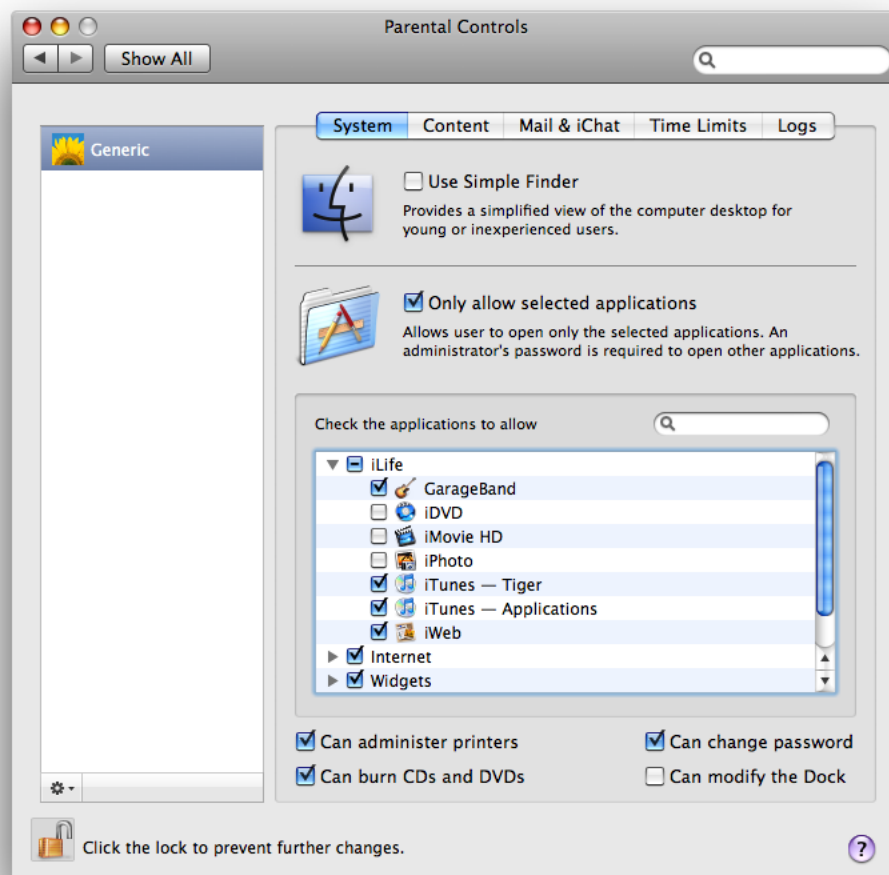 Parental Controls
Show All
System Content Mail & iChat Time Limits Logs
Generic
Use Simple Finder
Provides a simplified view of the computer desktop for
young or inexperienced users.
Only allow selected applications
Allows user to open only the selected applications. An
administrator's password is required to open other applications.
Check the applications to allow
iLife
GarageBand
iDVD
iMovie HD
iPhoto
iTunes — Tiger
iTunes — Applications
iWeb
Internet
Widgets
Can administer printers Can change password
Can burn CDs and DVDs Can modify the Dock
Click the lock to prevent further changes.
?